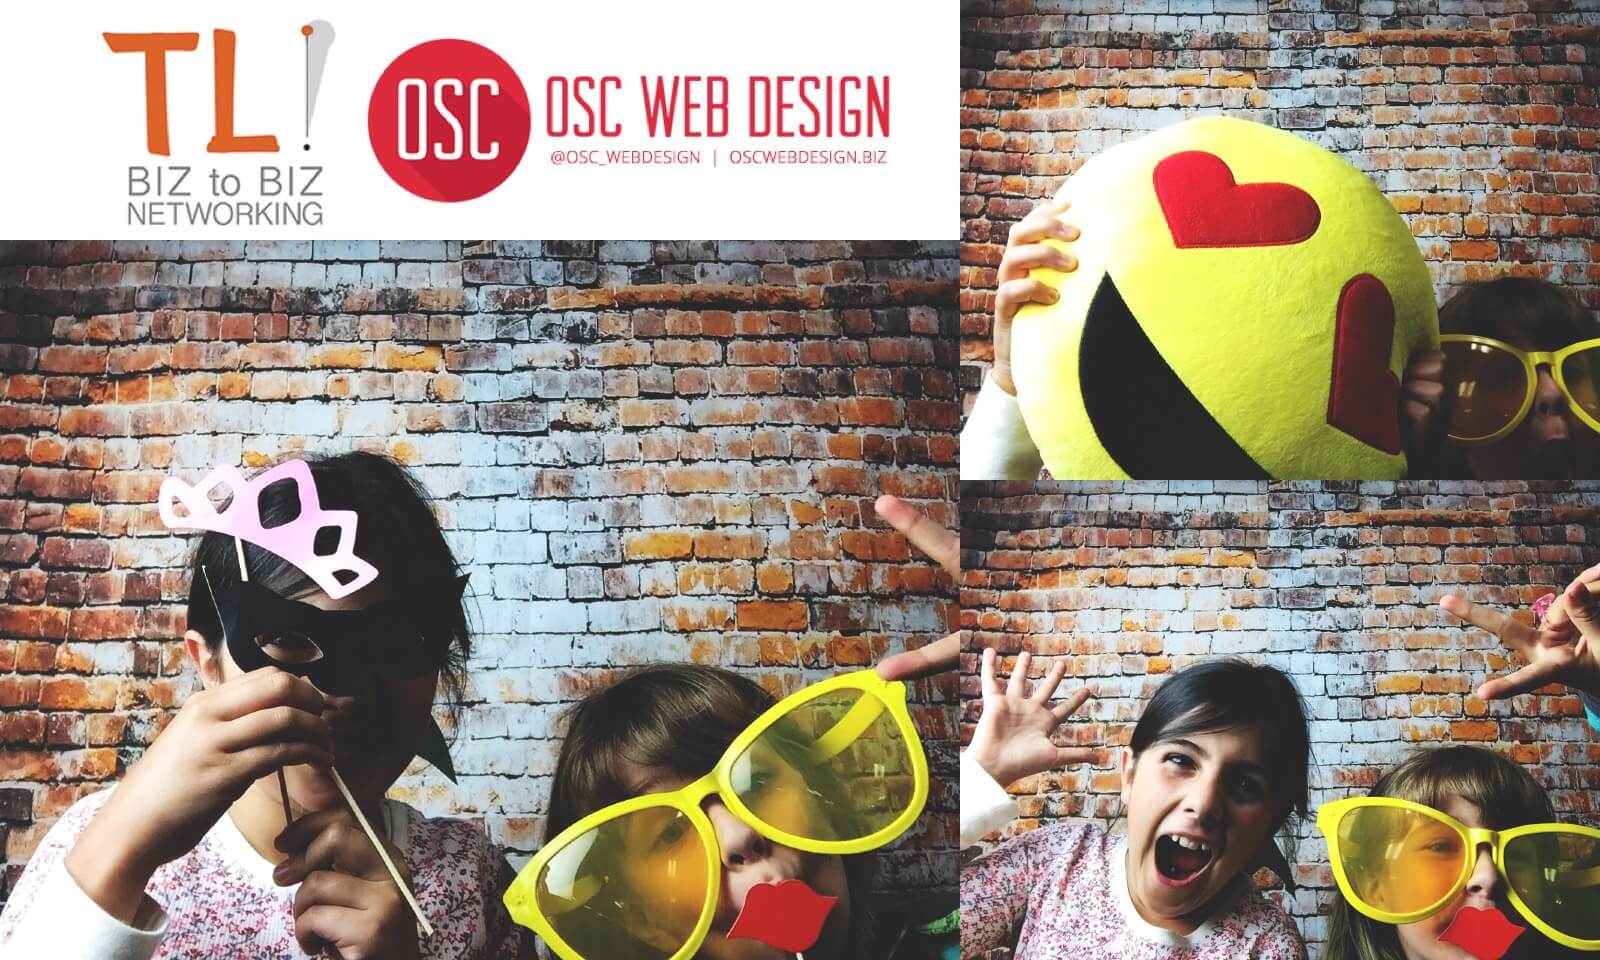 TL!
BIZ to BIZ
NETWORKING
OSC
OSC WEB DESIGN
@OSC_WEBDESIGN | OSCWEBDESIGN.BIZ